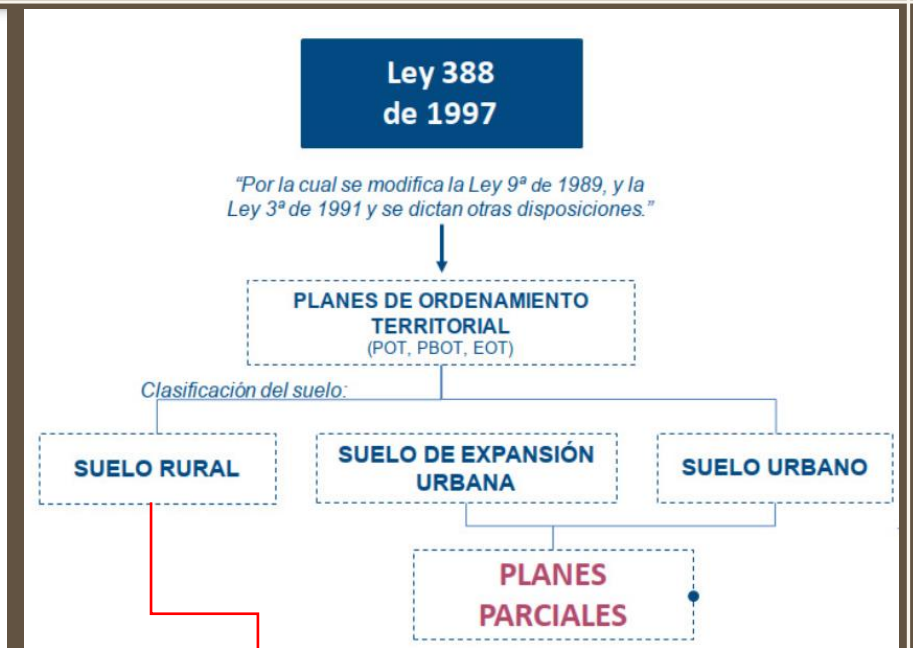 Ley 388
de 1997
“Por la cual se modifica la Ley 9ª de 1989, y la
Ley 3ª de 1991 y se dictan otras disposiciones.”
PLANES DE ORDENAMIENTO
TERRITORIAL
(POT, PBOT, EOT)
Clasificación del suelo:
SUELO RURAL
SUELO DE EXPANSIÓN
URBANA
SUELO URBANO
PLANES
PARCIALES